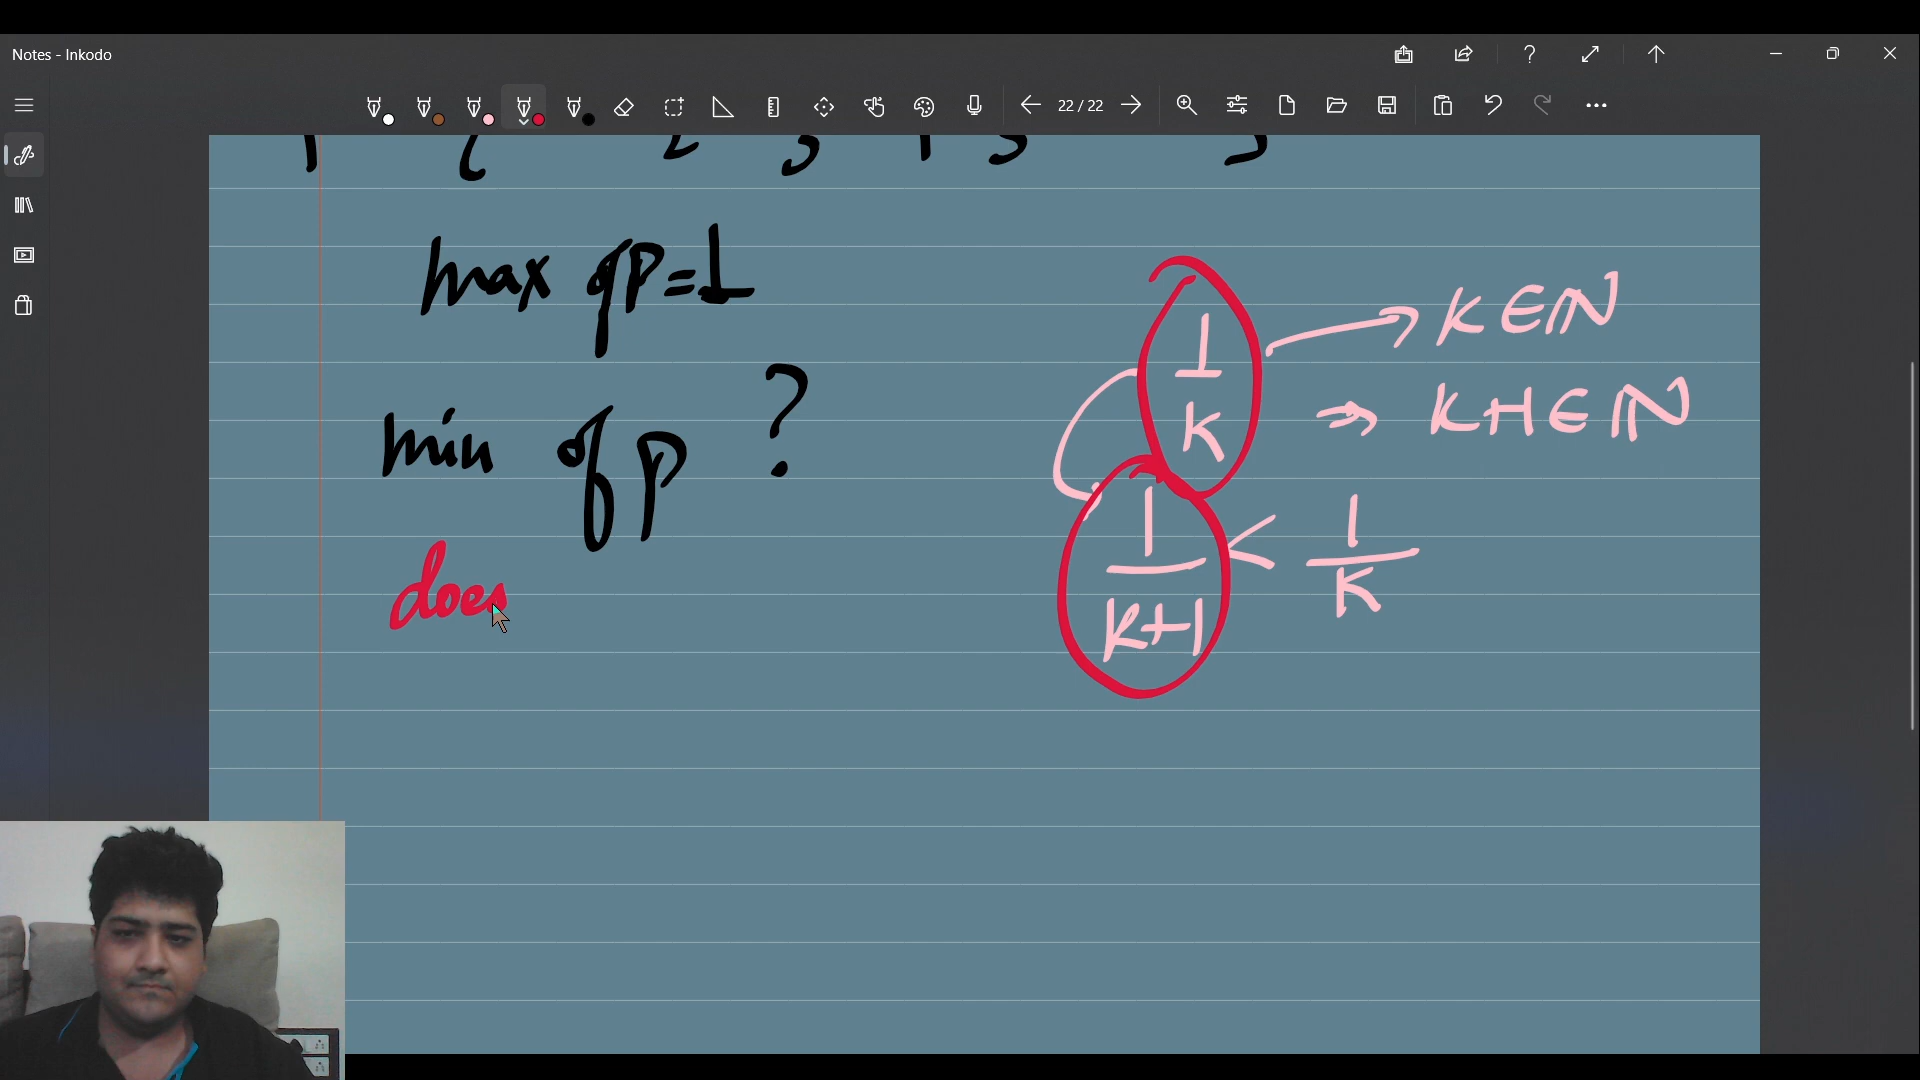 Notes - Inkodo
22 / 22
max of P = 1
min of P ?
does
1
K
→ K ∈ ℕ
⇒ K+1 ∈ ℕ
1
K+1
<
1
K